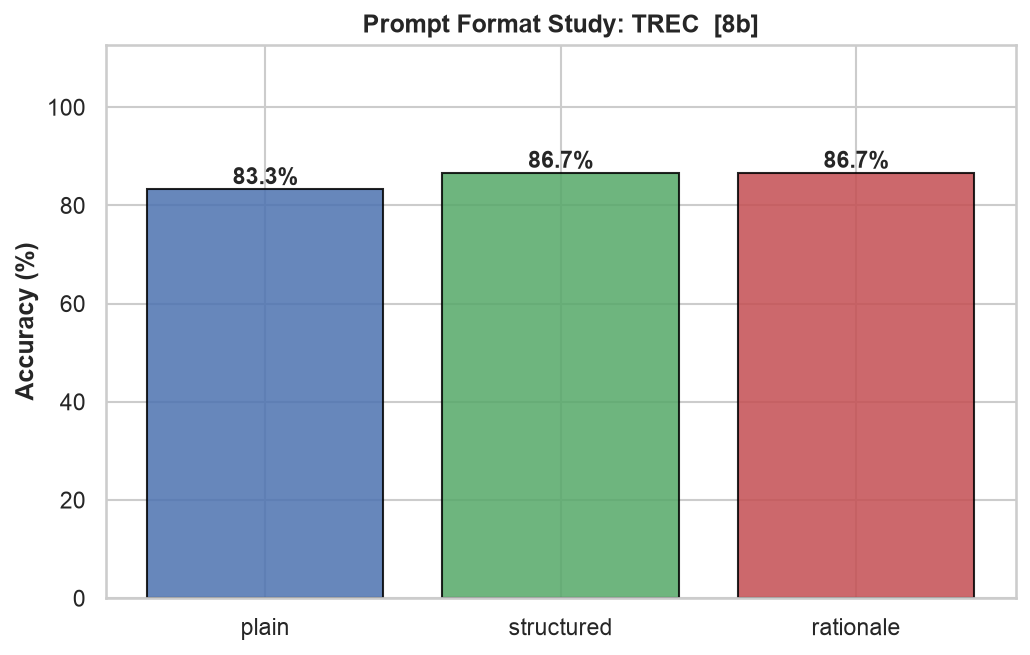 Prompt Format Study: TREC [8b]
Accuracy (%)
100
80
60
40
20
0
83.3%
86.7%
86.7%
plain
structured
rationale